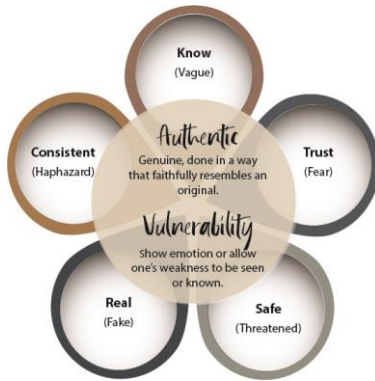 Know
(Vague)
Consistent
(Haphazard)
Authentic
Genuine, done in a way
that faithfully resembles an
original.
Trust
(Fear)
Vulnerability
Show emotion or allow
one's weakness to be seen
or known.
Real
(Fake)
Safe
(Threatened)